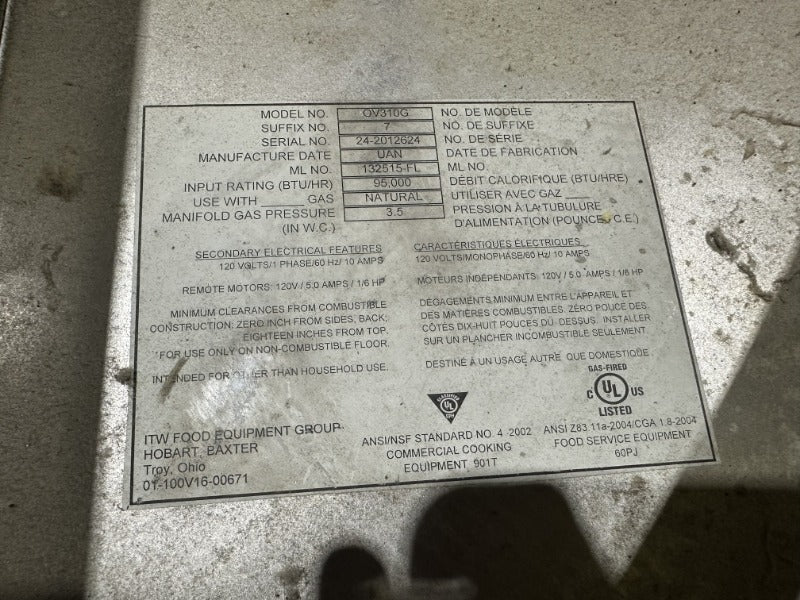 MODEL NO. OV310G NO. DE MODÈLE
SUFFIX NO. 7 NO. DE SUFFIXE
SERIAL NO. 24-2012624 NO. DE SÉRIE
MANUFACTURE DATE UAN DATE DE FABRICATION
ML NO. 132515-FL ML NO.
INPUT RATING (BTU/HR) 95,000 DÉBIT CALORIFIQUE (BTU/HRE)
USE WITH ______ GAS NATURAL UTILISER AVEC GAZ ______
MANIFOLD GAS PRESSURE 3.5 PRESSION À LA TUBULURE
(IN W.C.) D'ALIMENTATION (POUNCE, C.E.)
SECONDARY ELECTRICAL FEATURES
120 VOLTS/1 PHASE/60 Hz/ 10 AMPS
REMOTE MOTORS: 120V / 5.0 AMPS / 1/6 HP
MINIMUM CLEARANCES FROM COMBUSTIBLE
CONSTRUCTION: ZERO INCH FROM SIDES, BACK;
EIGHTEEN INCHES FROM TOP.
*FOR USE ONLY ON NON-COMBUSTIBLE FLOOR.
INTENDED FOR OTHER THAN HOUSEHOLD USE.
CARACTÉRISTIQUES ÉLECTRIQUES
120 VOLTS/MONOPHASE/60 Hz/ 10 AMPS
MOTEURS INDÉPENDANTS: 120V / 5.0 AMPS / 1/6 HP
DÉGAGEMENTS MINIMUM ENTRE L'APPAREIL ET
DES MATIÈRES COMBUSTIBLES. ZÉRO POUCE DES
CÔTÉS DIX-HUIT POUCES DU DESSUS. INSTALLER
SUR UN PLANCHER INCOMBUSTIBLE SEULEMENT.
DESTINÉ À UN USAGE AUTRE QUE DOMESTIQUE.
ITW FOOD EQUIPMENT GROUP
HOBART, BAXTER
Troy, Ohio
01-100V16-00671
CLASSIFIED
UL
ANSI/NSF STANDARD NO. 4 2002
COMMERCIAL COOKING
EQUIPMENT 901T
GAS-FIRED
C UL US
LISTED
ANSI Z83.11a-2004/CGA 1.8-2004
FOOD SERVICE EQUIPMENT
60PJ